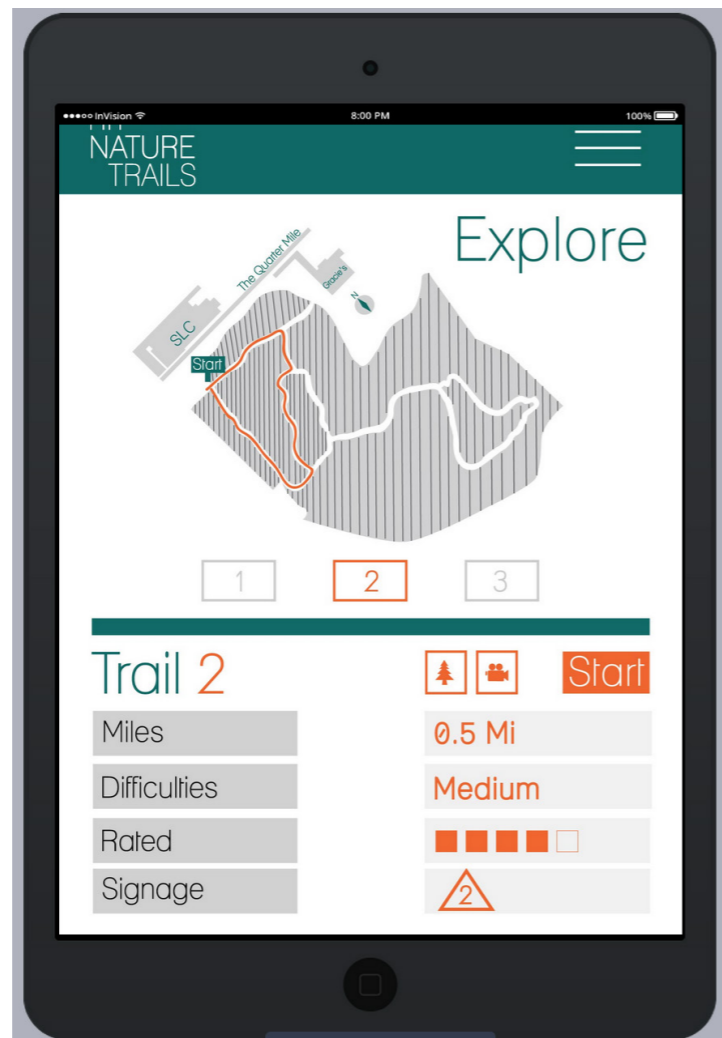 InVision 8:00 PM 100%
NATURE
TRAILS
Explore
The Quarter Mile
Gracie's
N
SLC
Start
1 2 3
Trail 2 Start
Miles 0.5 Mi
Difficulties Medium
Rated
Signage 2